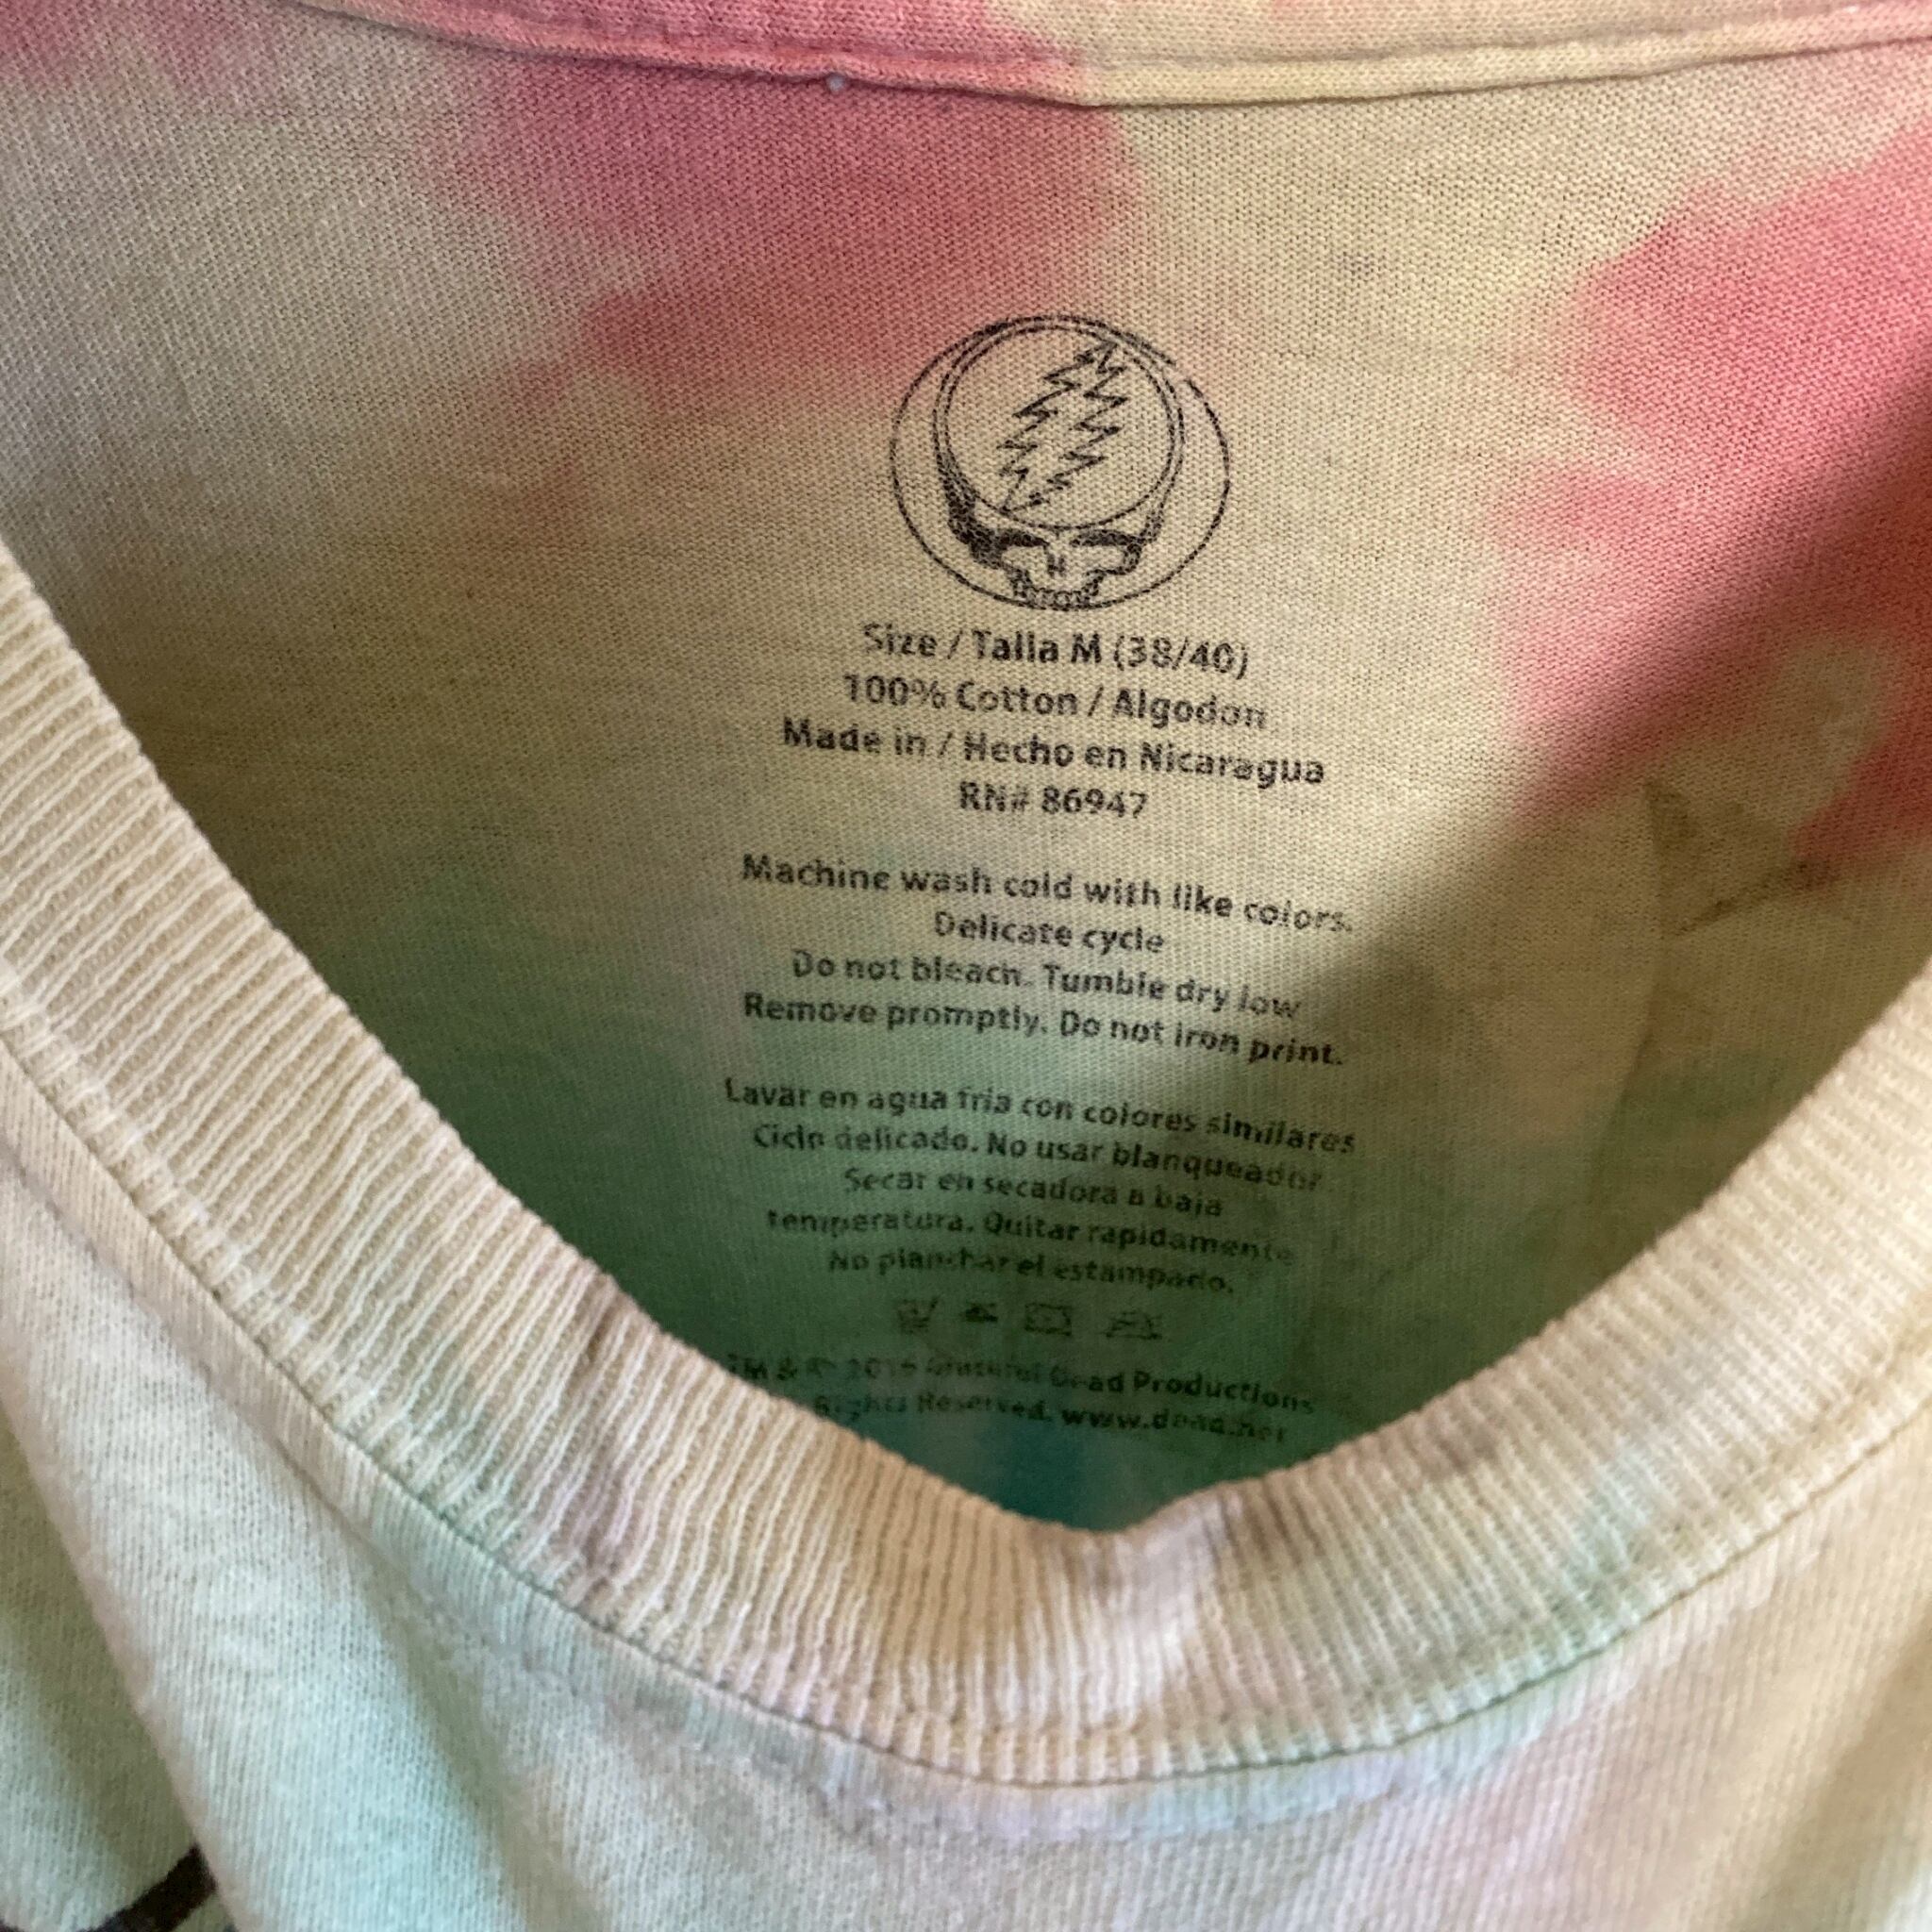 Size / Talla M (38/40)
100% Cotton / Algodon
Made in / Hecho en Nicaragua
RN# 86947
Machine wash cold with like colors.
Delicate cycle
Do not bleach. Tumble dry low
Remove promptly. Do not iron print.
Lavar en agua fria con colores similares
Ciclo delicado. No usar blanqueador
Secar en secadora a baja
temperatura. Quitar rapidamente
No planchar el estampado.
TM & © Grateful Dead Productions
Rights Reserved. www.dead.net